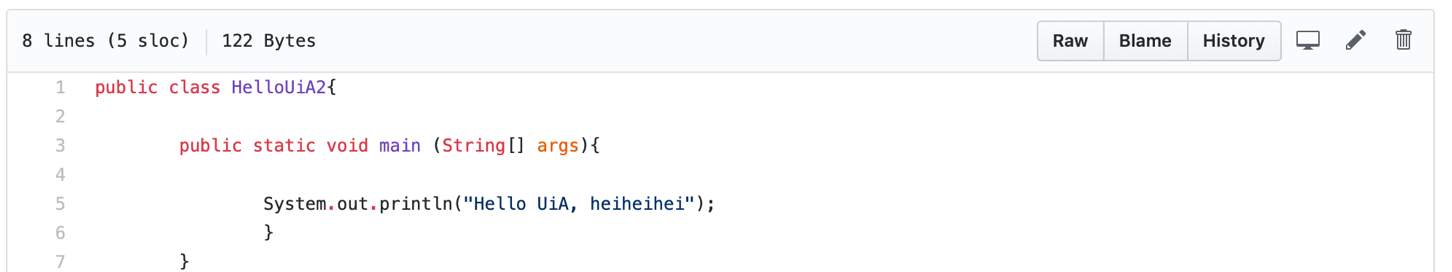 8 lines (5 sloc) 122 Bytes Raw Blame History
1 public class HelloUiA2{
2
3 public static void main (String[] args){
4
5 System.out.println("Hello UiA, heiheihei");
6 }
7 }